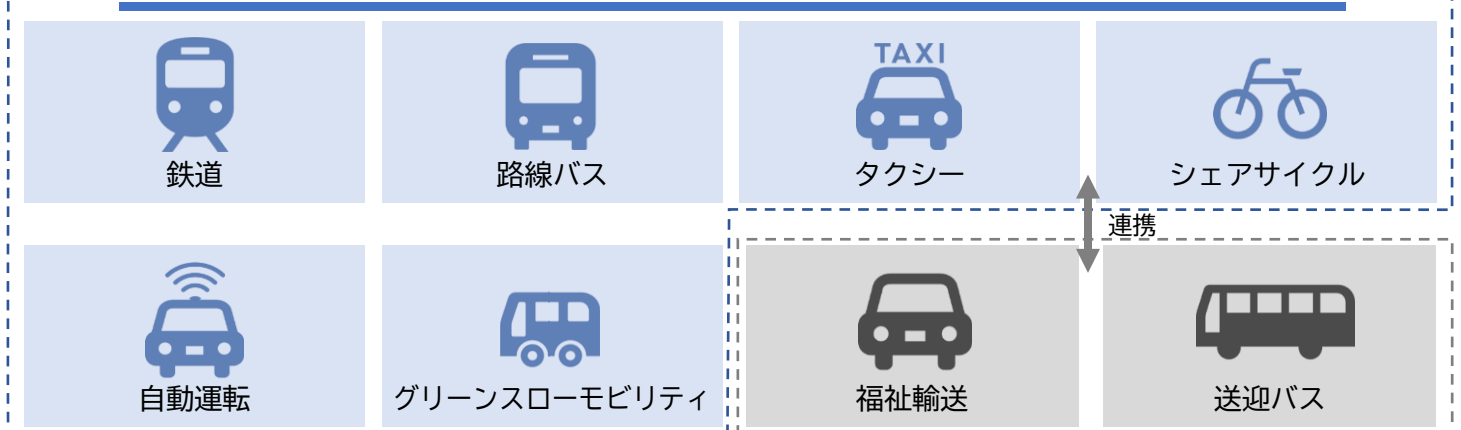 TAXI
鉄道
路線バス
タクシー
シェアサイクル
連携
自動運転
グリーンスローモビリティ
福祉輸送
送迎バス